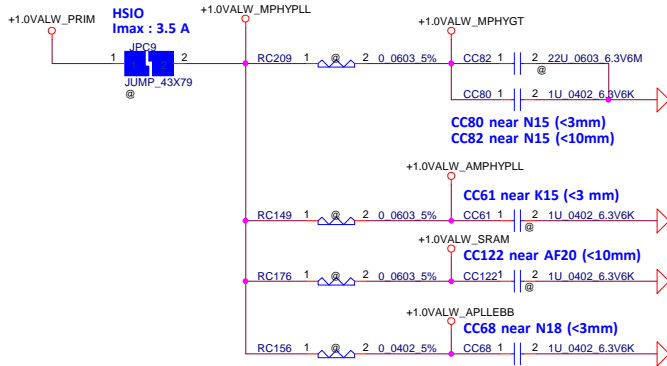 +1.0VALW_PRIM
HSIO
Imax : 3.5 A
+1.0VALW_MPHYPLL
+1.0VALW_MPHYGT
JPC9
1 1 2 2
JUMP_43X79
@
RC209 1 @ 2 0_0603_5%
CC82 1 2 22U_0603_6.3V6M
@
CC80 1 2 1U_0402_6.3V6K
CC80 near N15 (<3mm)
CC82 near N15 (<10mm)
+1.0VALW_AMPHYPLL
CC61 near K15 (<3 mm)
RC149 1 @ 2 0_0603_5%
CC61 1 2 1U_0402_6.3V6K
@
+1.0VALW_SRAM
CC122 near AF20 (<10mm)
RC176 1 @ 2 0_0603_5%
CC122 1 2 1U_0402_6.3V6K
@
+1.0VALW_APLLEBB
CC68 near N18 (<3mm)
RC156 1 @ 2 0_0402_5%
CC68 1 2 1U_0402_6.3V6K